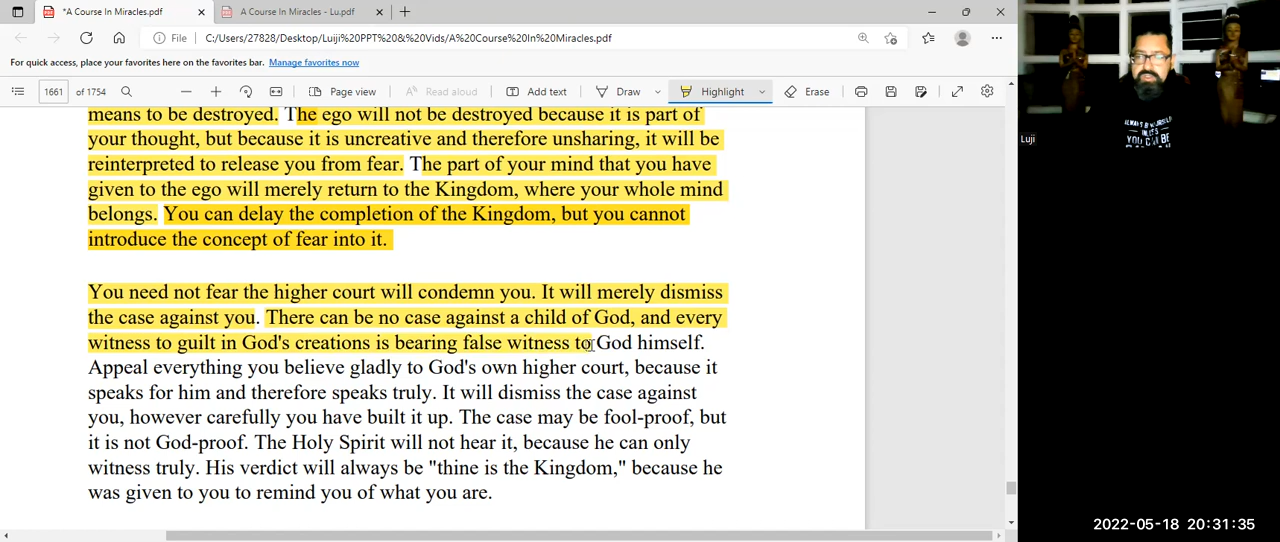 *A Course In Miracles.pdf
A Course In Miracles - Lu.pdf
File
C:/Users/27828/Desktop/Luiji%20PPT%20&%20Vids/A%20Course%20In%20Miracles.pdf
For quick access, place your favorites here on the favorites bar. Manage favorites now
1661 of 1754
Page view
Read aloud
Add text
Draw
Highlight
Erase
means to be destroyed. The ego will not be destroyed because it is part of
your thought, but because it is uncreative and therefore unsharing, it will be
reinterpreted to release you from fear. The part of your mind that you have
given to the ego will merely return to the Kingdom, where your whole mind
belongs. You can delay the completion of the Kingdom, but you cannot
introduce the concept of fear into it.
You need not fear the higher court will condemn you. It will merely dismiss
the case against you. There can be no case against a child of God, and every
witness to guilt in God's creations is bearing false witness to God himself.
Appeal everything you believe gladly to God's own higher court, because it
speaks for him and therefore speaks truly. It will dismiss the case against
you, however carefully you have built it up. The case may be fool-proof, but
it is not God-proof. The Holy Spirit will not hear it, because he can only
witness truly. His verdict will always be "thine is the Kingdom," because he
was given to you to remind you of what you are.
Luji
YOU CAN BE
2022-05-18 20:31:35